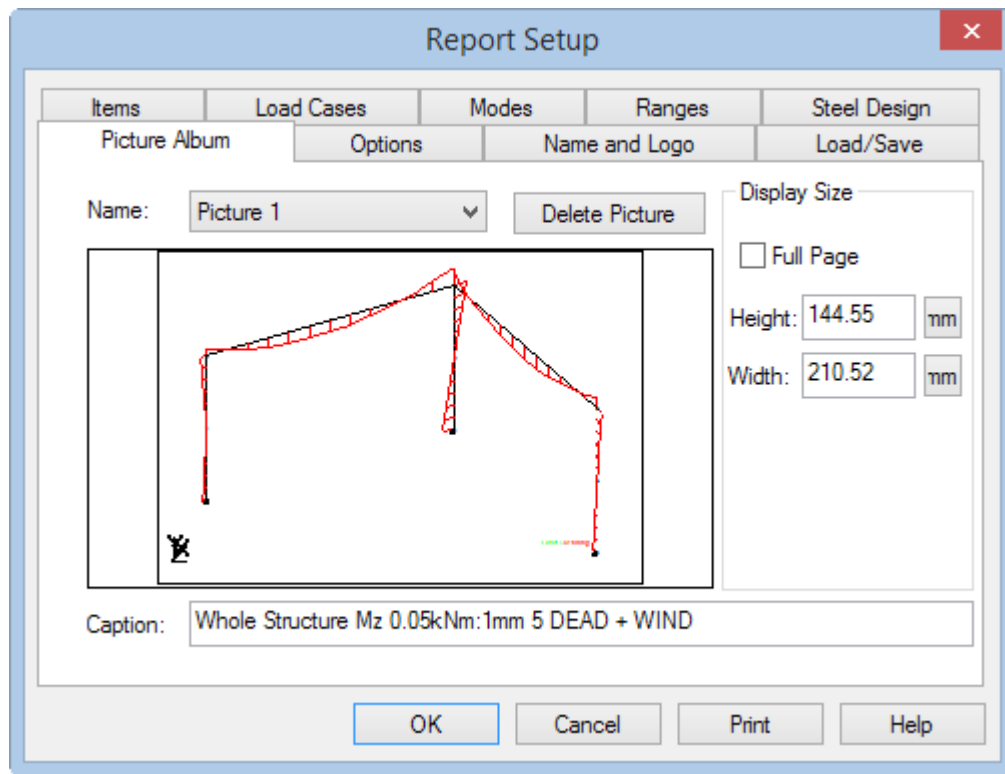 Report Setup
Items Load Cases Modes Ranges Steel Design
Picture Album Options Name and Logo Load/Save
Name: Picture 1 Delete Picture
Display Size
Full Page
Height: 144.55 mm
Width: 210.52 mm
Caption: Whole Structure Mz 0.05kNm:1mm 5 DEAD + WIND
OK Cancel Print Help